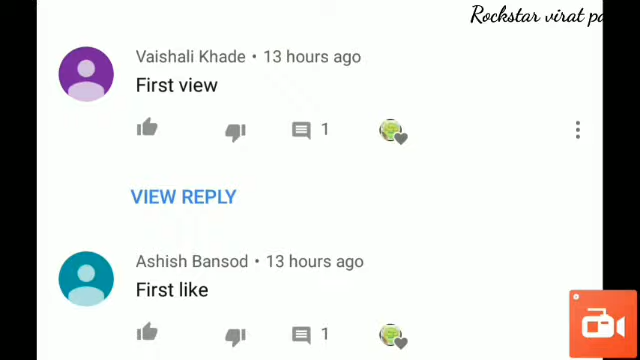 Rockstar virat
Vaishali Khade • 13 hours ago
First view
1
VIEW REPLY
Ashish Bansod • 13 hours ago
First like
1